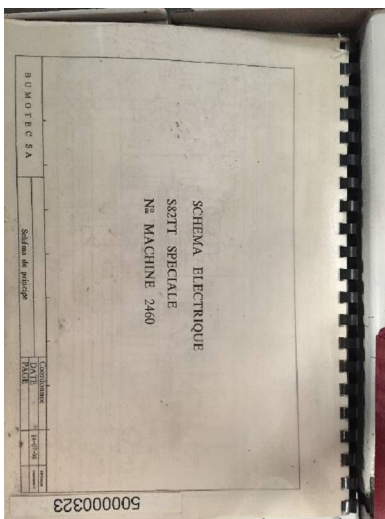 SCHEMA ELECTRIQUE
S82TT SPECIALE
Nº MACHINE 2460
BUMOTEC SA
Schéma de principe
DATE
PAGE
500000323